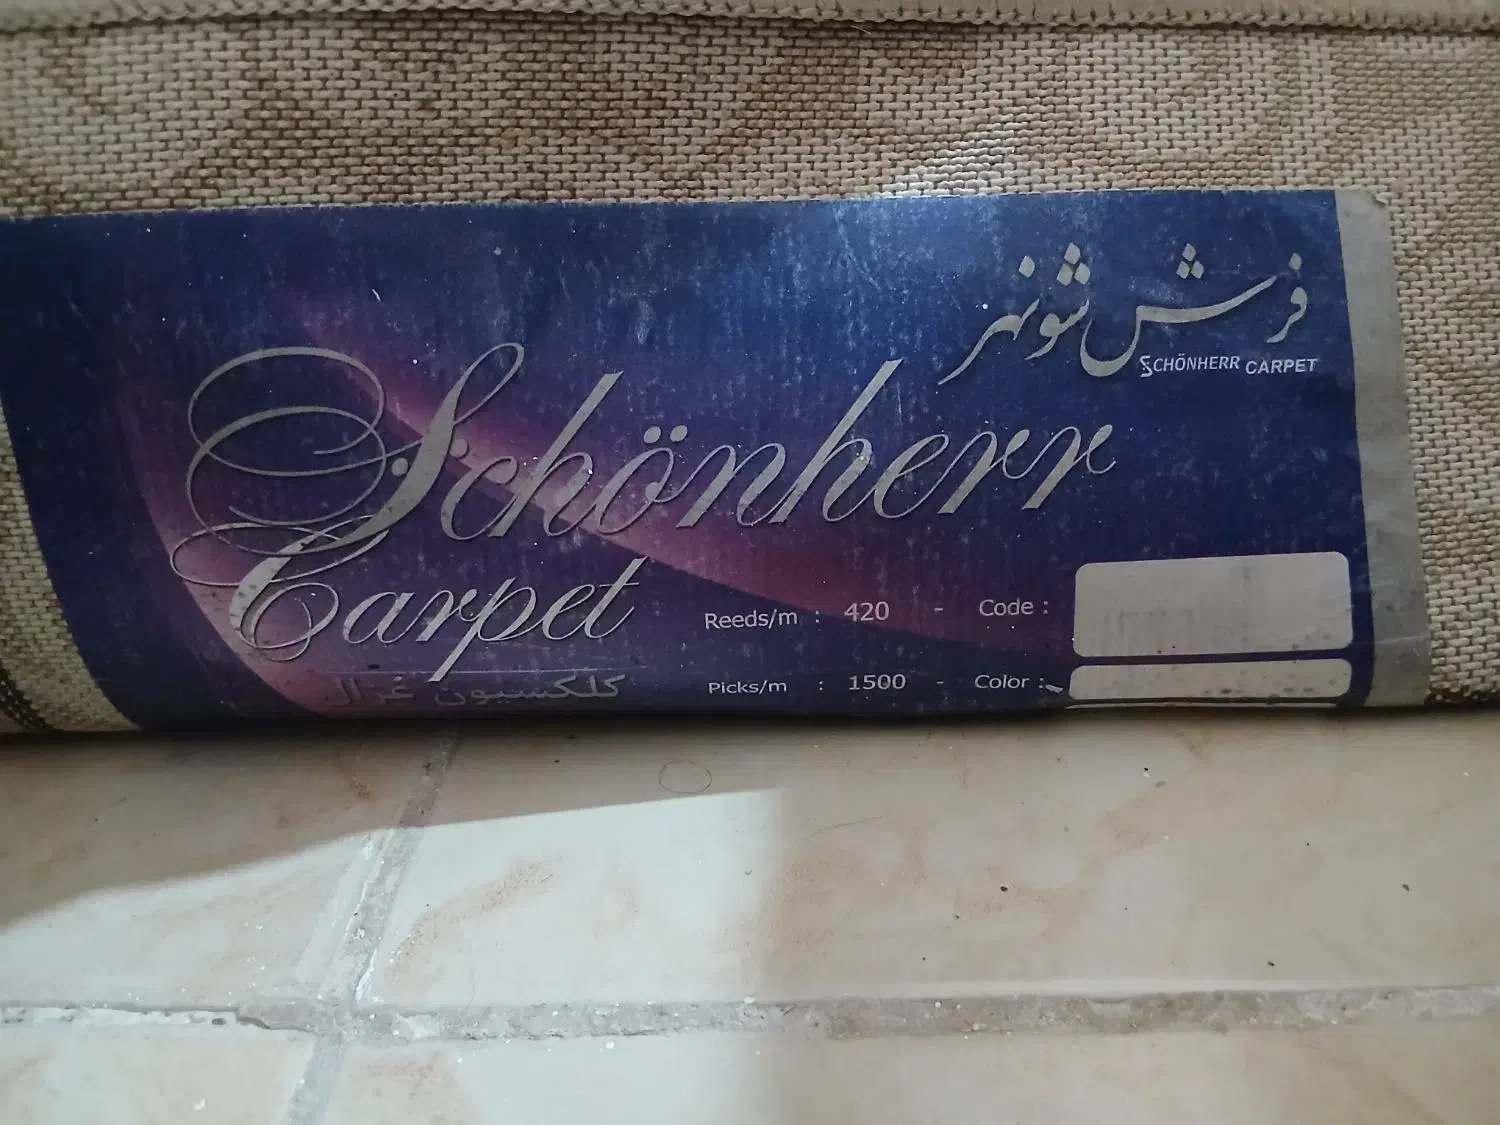 فرش شونهر
SCHÖNHERR CARPET
Schönherr
Carpet
Reeds/m : 420 - Code :
Picks/m : 1500 - Color :
کلکسیون غزال